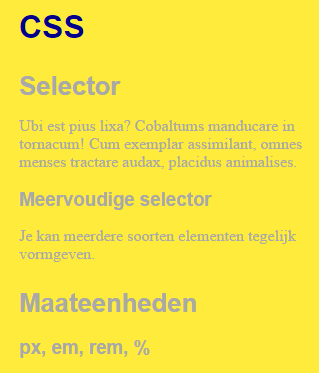 CSS
Selector
Ubi est pius lixa? Cobaltums manducare in
tornacum! Cum exemplar assimilant, omnes
menses tractare audax, placidus animalises.
Meervoudige selector
Je kan meerdere soorten elementen tegelijk
vormgeven.
Maateenheden
px, em, rem, %